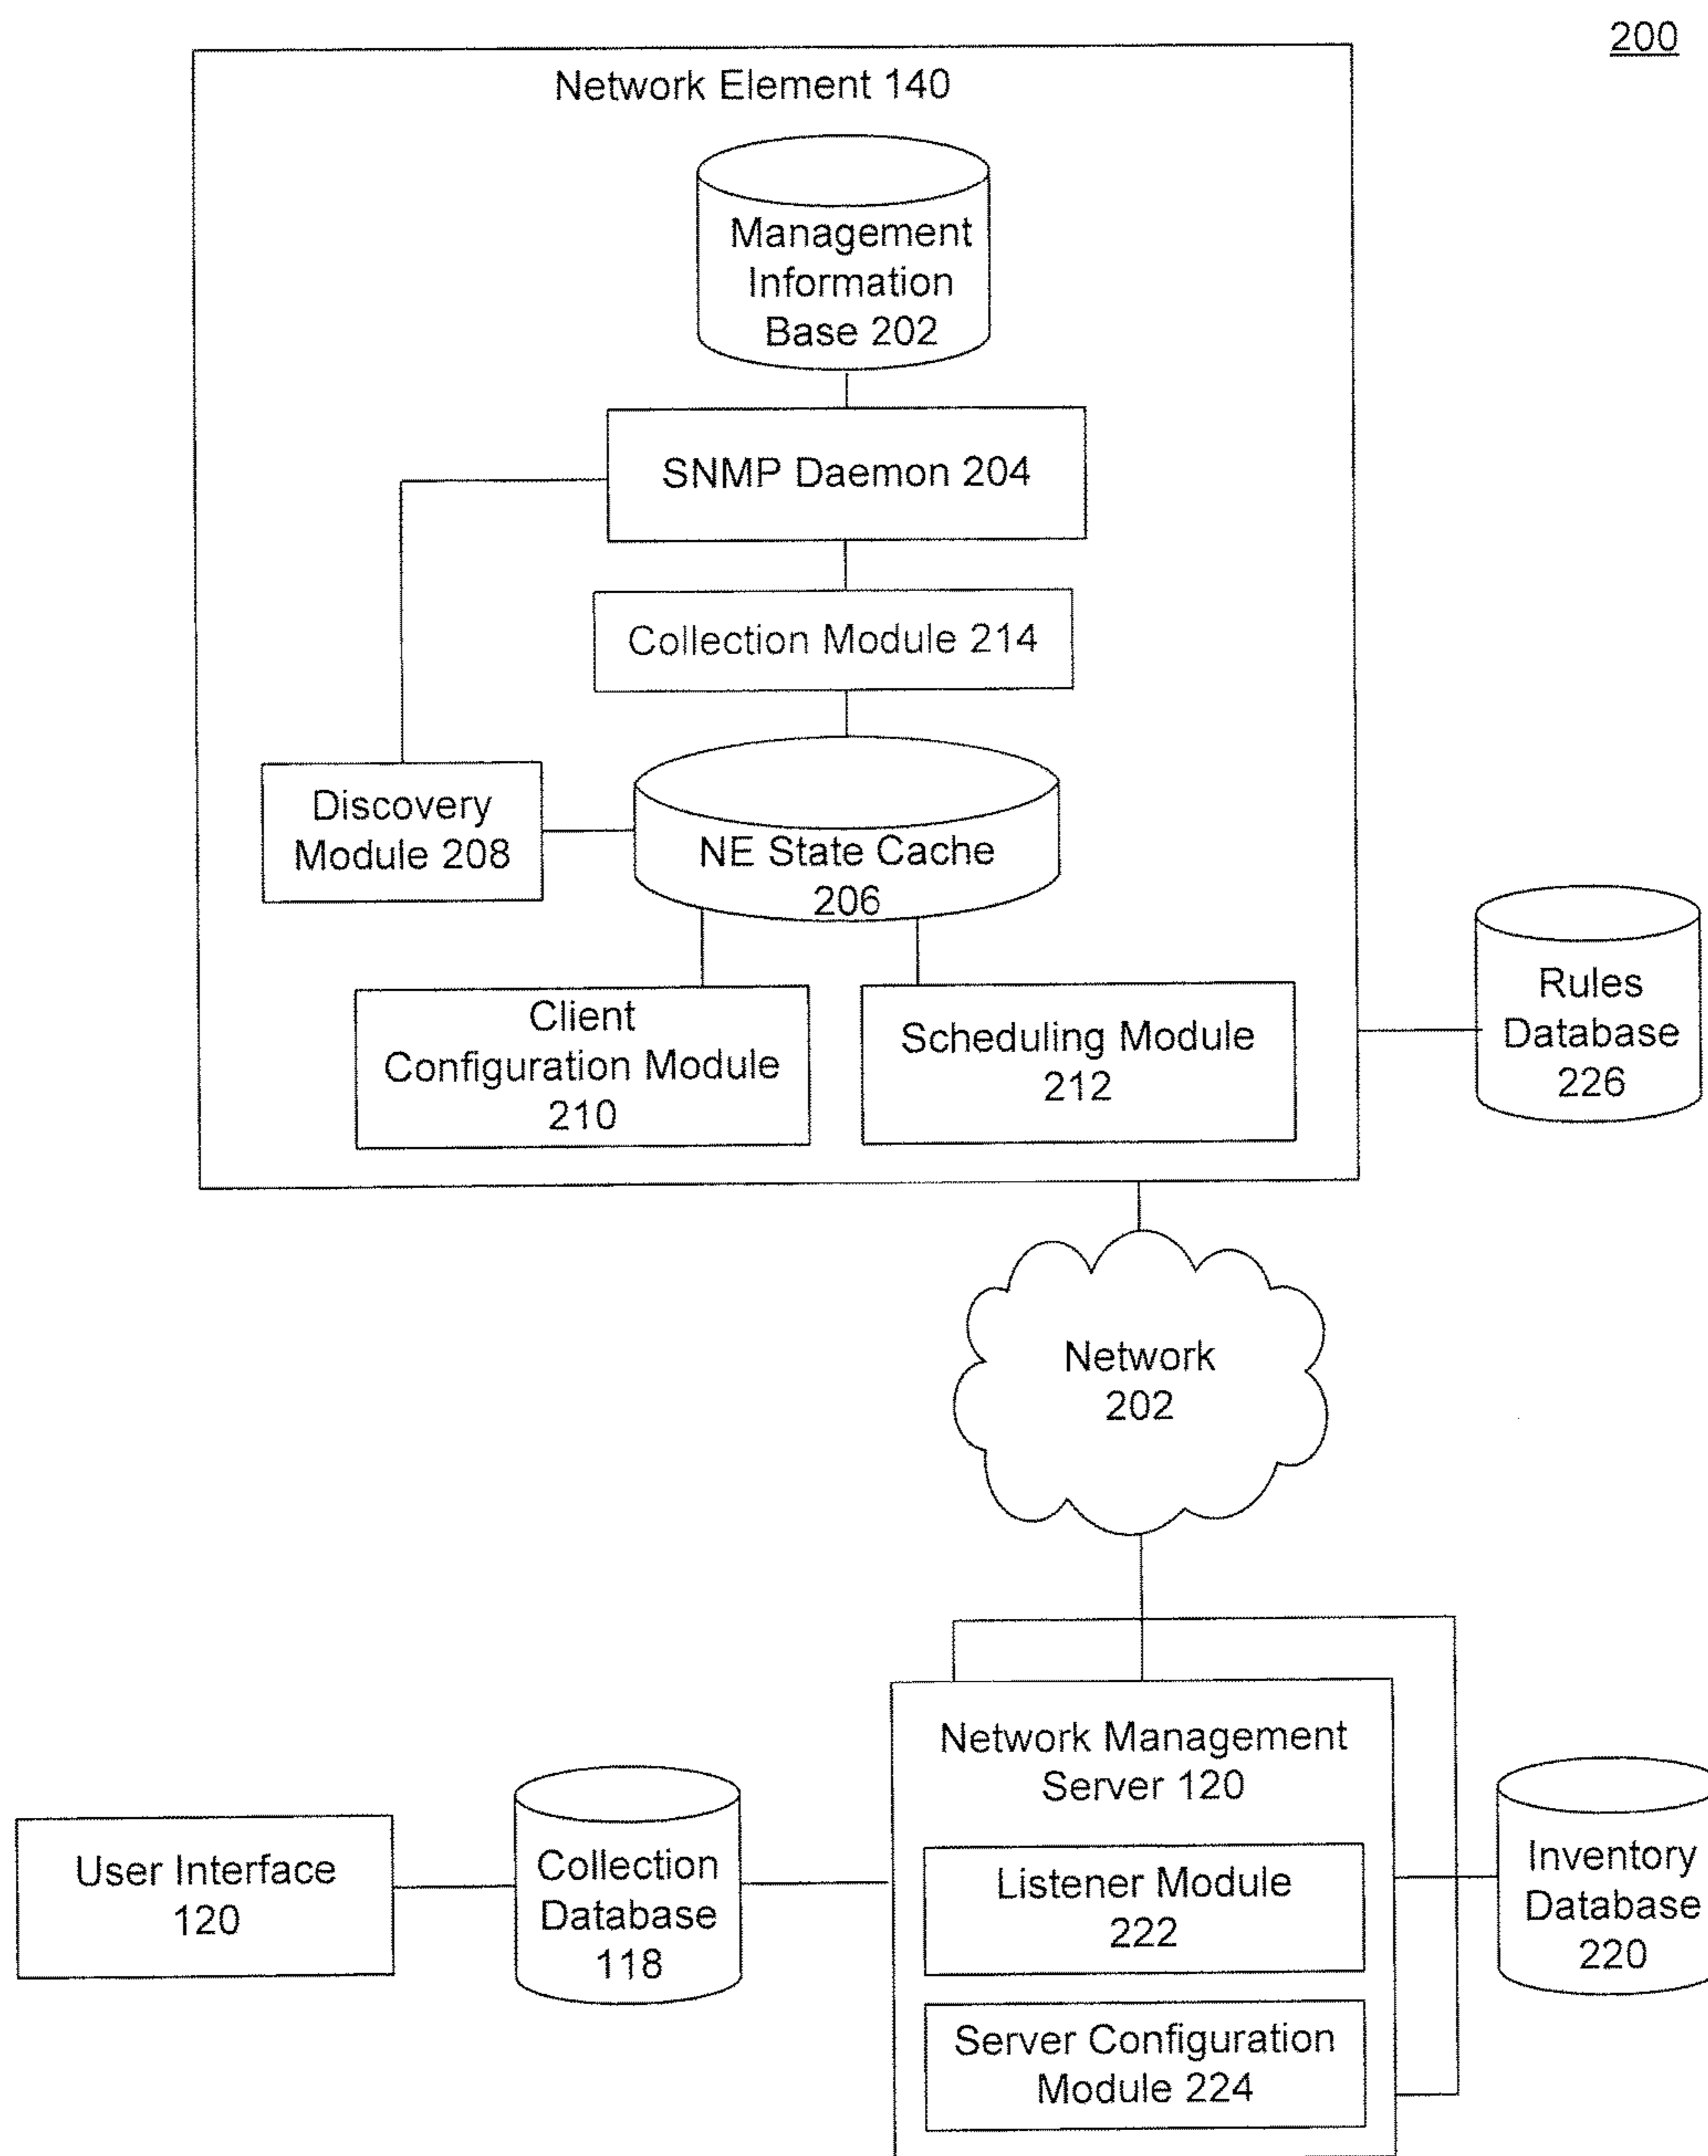 200
Network Element 140
Management
Information
Base 202
SNMP Daemon 204
Collection Module 214
Discovery
Module 208
NE State Cache
206
Client
Configuration Module
210
Scheduling Module
212
Rules
Database
226
Network
202
Network Management
Server 120
Listener Module
222
Server Configuration
Module 224
User Interface
120
Collection
Database
118
Inventory
Database
220